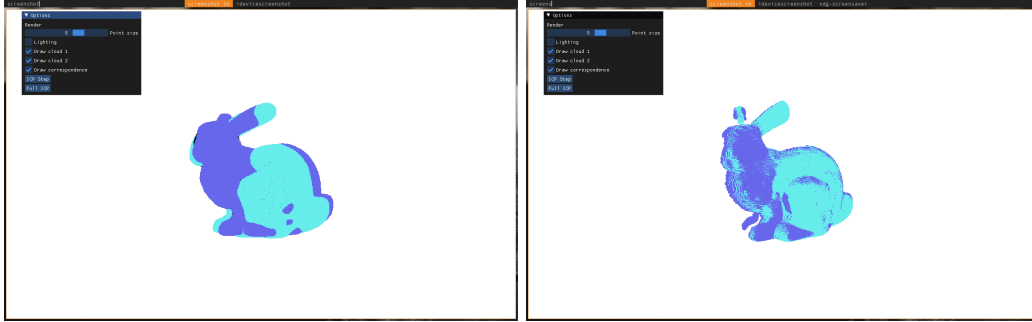 screenshot screenshot.sh idevicescreenshot
▼ Options
Render
5 Point size
Lighting
Draw cloud 1
Draw cloud 2
Draw correspondence
ICP Step
Full ICP
screens screenshot.sh idevicescreenshot xdg-screensaver
▼ Options
Render
5 Point size
Lighting
Draw cloud 1
Draw cloud 2
Draw correspondence
ICP Step
Full ICP